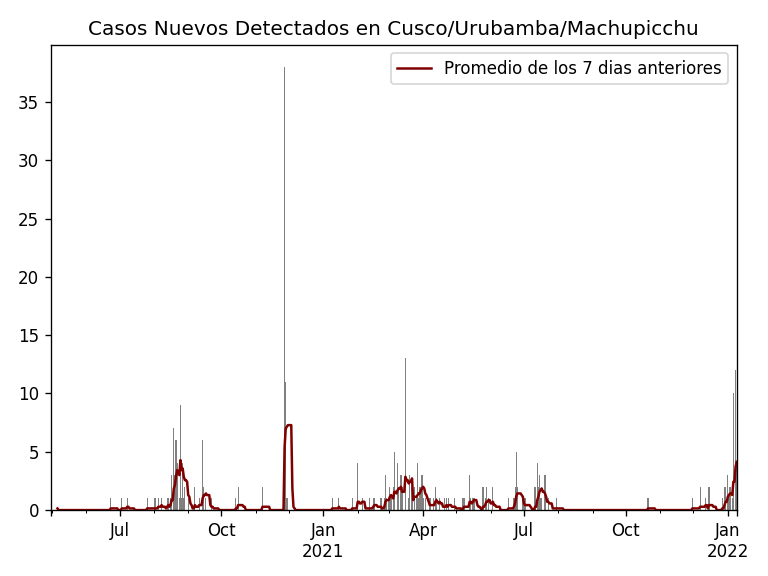 Casos Nuevos Detectados en Cusco/Urubamba/Machupicchu
Promedio de los 7 dias anteriores
35
30
25
20
15
10
5
0
Jul
Oct
Jan
2021
Apr
Jul
Oct
Jan
2022